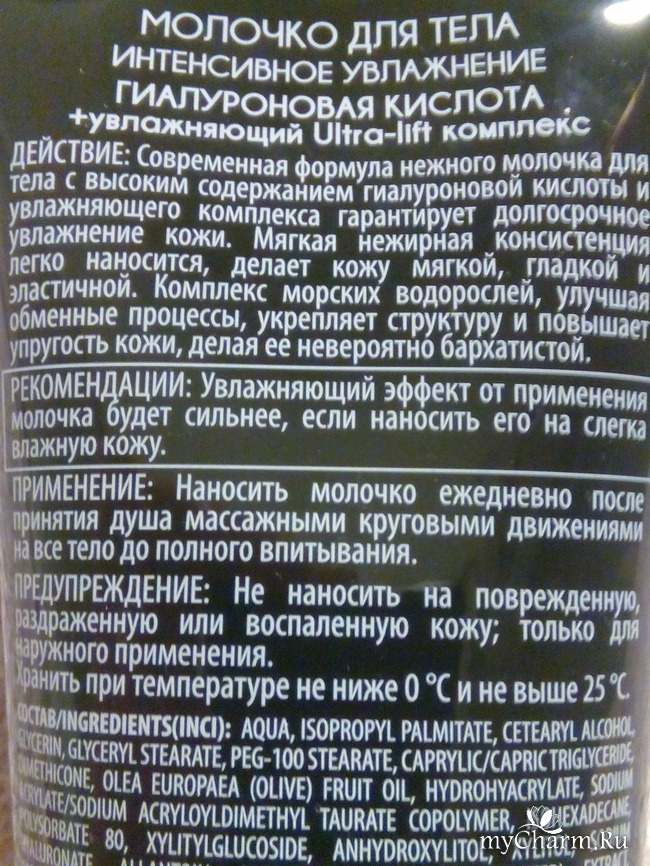 МОЛОЧКО ДЛЯ ТЕЛА
ИНТЕНСИВНОЕ УВЛАЖНЕНИЕ
ГИАЛУРОНОВАЯ КИСЛОТА
+увлажняющий Ultra-lift комплекс
ДЕЙСТВИЕ: Современная формула нежного молочка для
тела с высоким содержанием гиалуроновой кислоты и
увлажняющего комплекса гарантирует долгосрочное
увлажнение кожи. Мягкая нежирная консистенция
легко наносится, делает кожу мягкой, гладкой и
эластичной. Комплекс морских водорослей, улучшая
обменные процессы, укрепляет структуру и повышает
упругость кожи, делая ее невероятно бархатистой.
РЕКОМЕНДАЦИИ: Увлажняющий эффект от применения
молочка будет сильнее, если наносить его на слегка
влажную кожу.
ПРИМЕНЕНИЕ: Наносить молочко ежедневно после
принятия душа массажными круговыми движениями
на все тело до полного впитывания.
ПРЕДУПРЕЖДЕНИЕ: Не наносить на поврежденную,
раздраженную или воспаленную кожу; только для
наружного применения.
Хранить при температуре не ниже 0 °С и не выше 25 °С.
СОСТАВ/INGREDIENTS(INCI): AQUA, ISOPROPYL PALMITATE, CETEARYL ALCOHOL,
GLYCERIN, GLYCERYL STEARATE, PEG-100 STEARATE, CAPRYLIC/CAPRIC TRIGLYCERIDE,
DIMETHICONE, OLEA EUROPAEA (OLIVE) FRUIT OIL, HYDROHYACRYLATE, SODIUM
ACRYLATE/SODIUM ACRYLOYLDIMETHYL TAURATE COPOLYMER,
POLYSORBATE 80, XYLITYLGLUCOSIDE, ANHYDROXYLITOL,
myCharm.Ru